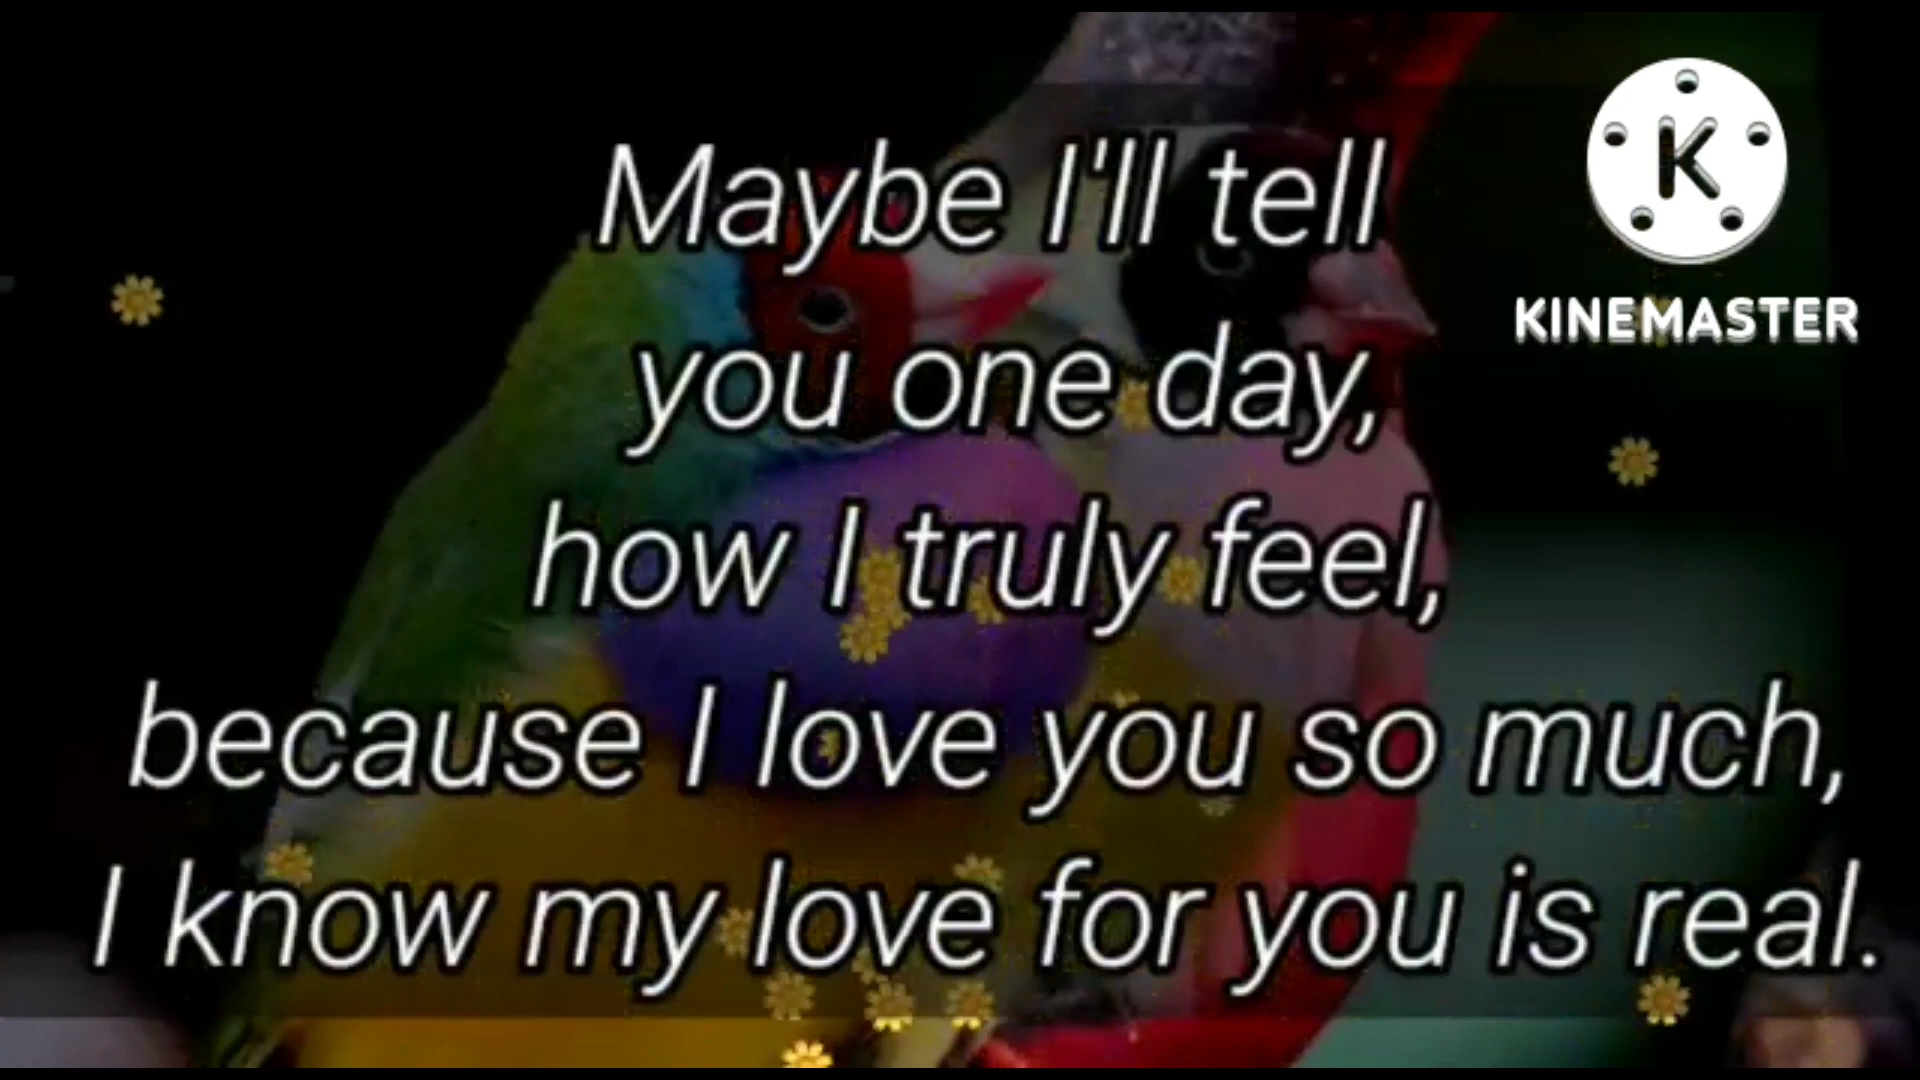 Maybe I'll tell
you one day,
how I truly feel,
because I love you so much,
I know my love for you is real.
K
KINEMASTER